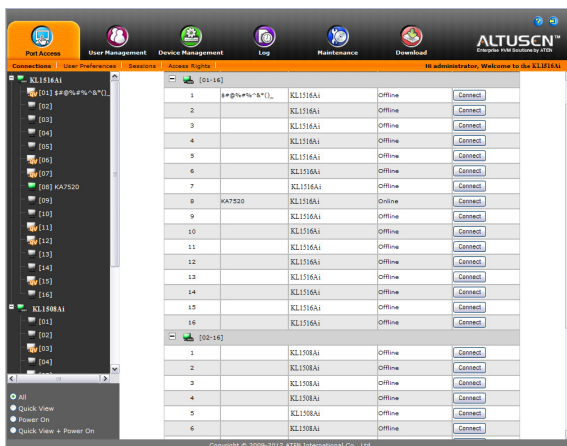 ALTUSCN™
Enterprise KVM Solutions by ATEN
Port Access User Management Device Management Log Maintenance Download
Connections User Preferences Sessions Access Rights Hi administrator, Welcome to the KL1516Ai
KL1516Ai
[01] $#@%#%^&*()_
[02]
[03]
[04]
[05]
[06]
[07]
[08] KA7520
[09]
[10]
[11]
[12]
[13]
[14]
[15]
[16]
KL1508Ai
[01]
[02]
[03]
[04]
All
Quick View
Power On
Quick View + Power On
[01-16]
1 $#@%#%^&*()_ KL1516Ai Offline Connect
2 KL1516Ai Offline Connect
3 KL1516Ai Offline Connect
4 KL1516Ai Offline Connect
5 KL1516Ai Offline Connect
6 KL1516Ai Offline Connect
7 KL1516Ai Offline Connect
8 KA7520 KL1516Ai Online Connect
9 KL1516Ai Offline Connect
10 KL1516Ai Offline Connect
11 KL1516Ai Offline Connect
12 KL1516Ai Offline Connect
13 KL1516Ai Offline Connect
14 KL1516Ai Offline Connect
15 KL1516Ai Offline Connect
16 KL1516Ai Offline Connect
[02-16]
1 KL1508Ai Offline Connect
2 KL1508Ai Offline Connect
3 KL1508Ai Offline Connect
4 KL1508Ai Offline Connect
5 KL1508Ai Offline Connect
6 KL1508Ai Offline Connect
Copyright © 2009-2012 ATEN International Co., Ltd.